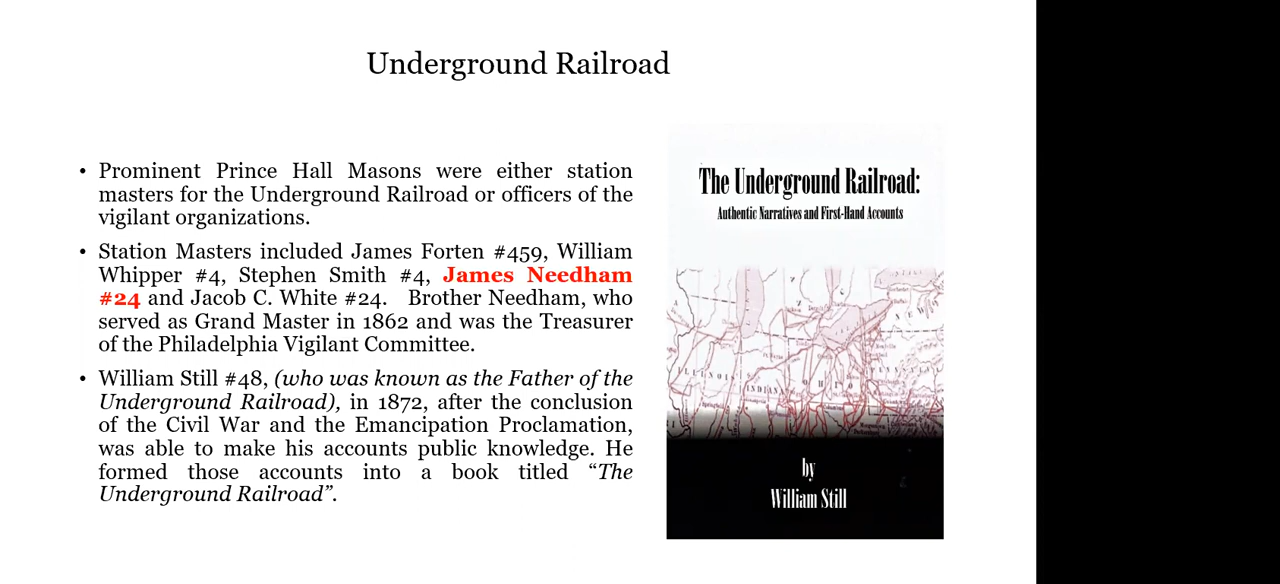 Underground Railroad
• Prominent Prince Hall Masons were either station
masters for the Underground Railroad or officers of the
vigilant organizations.
• Station Masters included James Forten #459, William
Whipper #4, Stephen Smith #4, James Needham
#24 and Jacob C. White #24. Brother Needham, who
served as Grand Master in 1862 and was the Treasurer
of the Philadelphia Vigilant Committee.
• William Still #48, (who was known as the Father of the
Underground Railroad), in 1872, after the conclusion
of the Civil War and the Emancipation Proclamation,
was able to make his accounts public knowledge. He
formed those accounts into a book titled “The
Underground Railroad”.
The Underground Railroad:
Authentic Narratives and First-Hand Accounts
ILLINOIS
INDIANA
OHIO
by
William Still